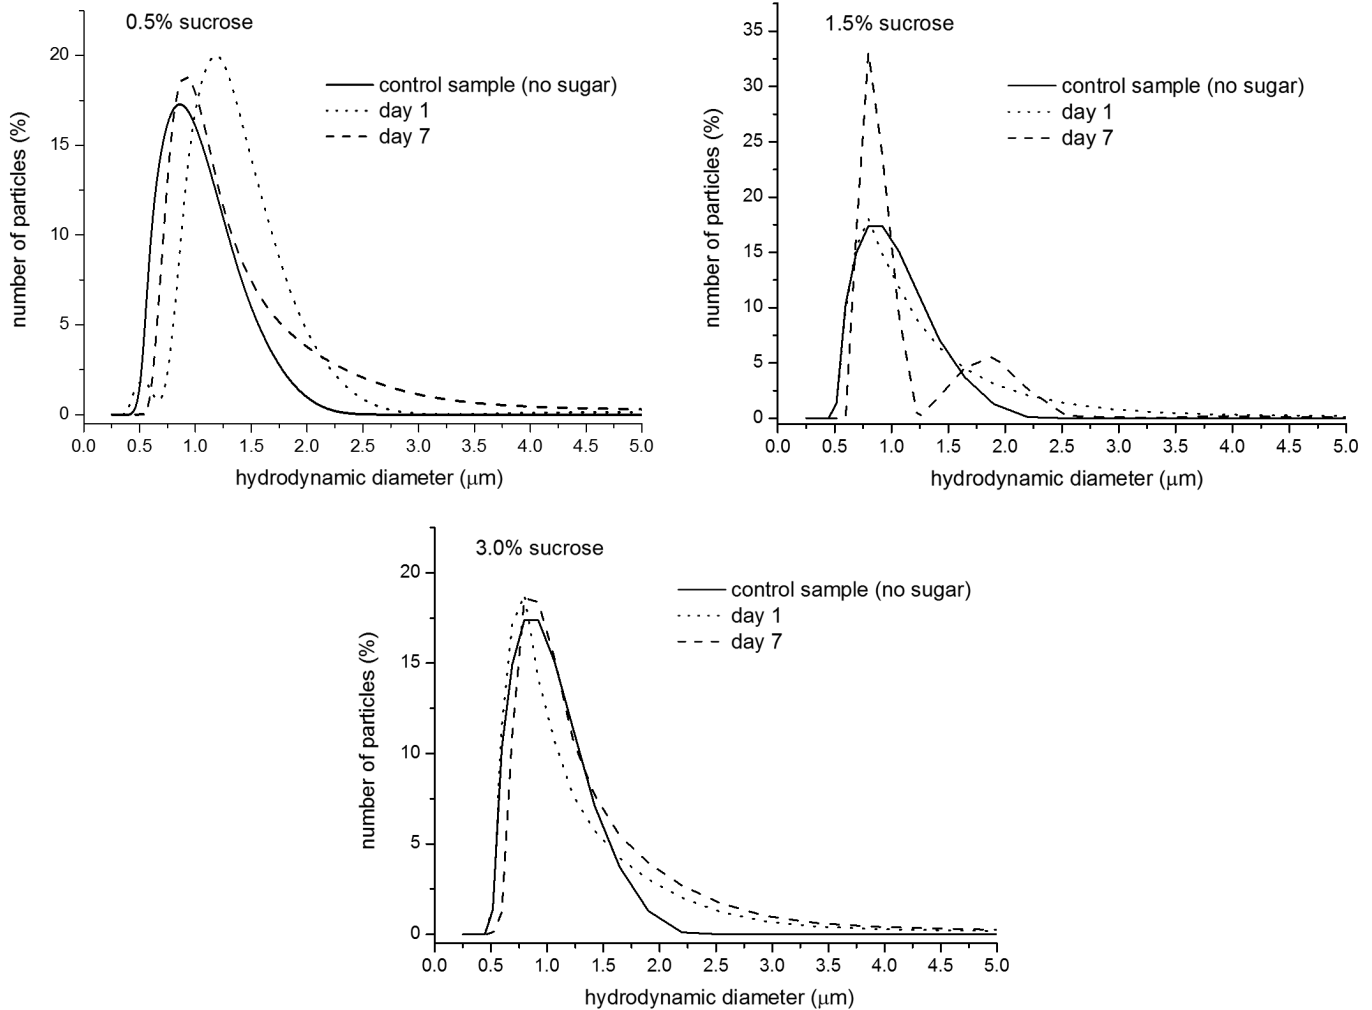 0.5% sucrose
control sample (no sugar)
day 1
day 7
number of particles (%)
20
15
10
5
0
0.0 0.5 1.0 1.5 2.0 2.5 3.0 3.5 4.0 4.5 5.0
hydrodynamic diameter (μm)
1.5% sucrose
control sample (no sugar)
day 1
day 7
number of particles (%)
35
30
25
20
15
10
5
0
0.0 0.5 1.0 1.5 2.0 2.5 3.0 3.5 4.0 4.5 5.0
hydrodynamic diameter (μm)
3.0% sucrose
control sample (no sugar)
day 1
day 7
number of particles (%)
20
15
10
5
0
0.0 0.5 1.0 1.5 2.0 2.5 3.0 3.5 4.0 4.5 5.0
hydrodynamic diameter (μm)